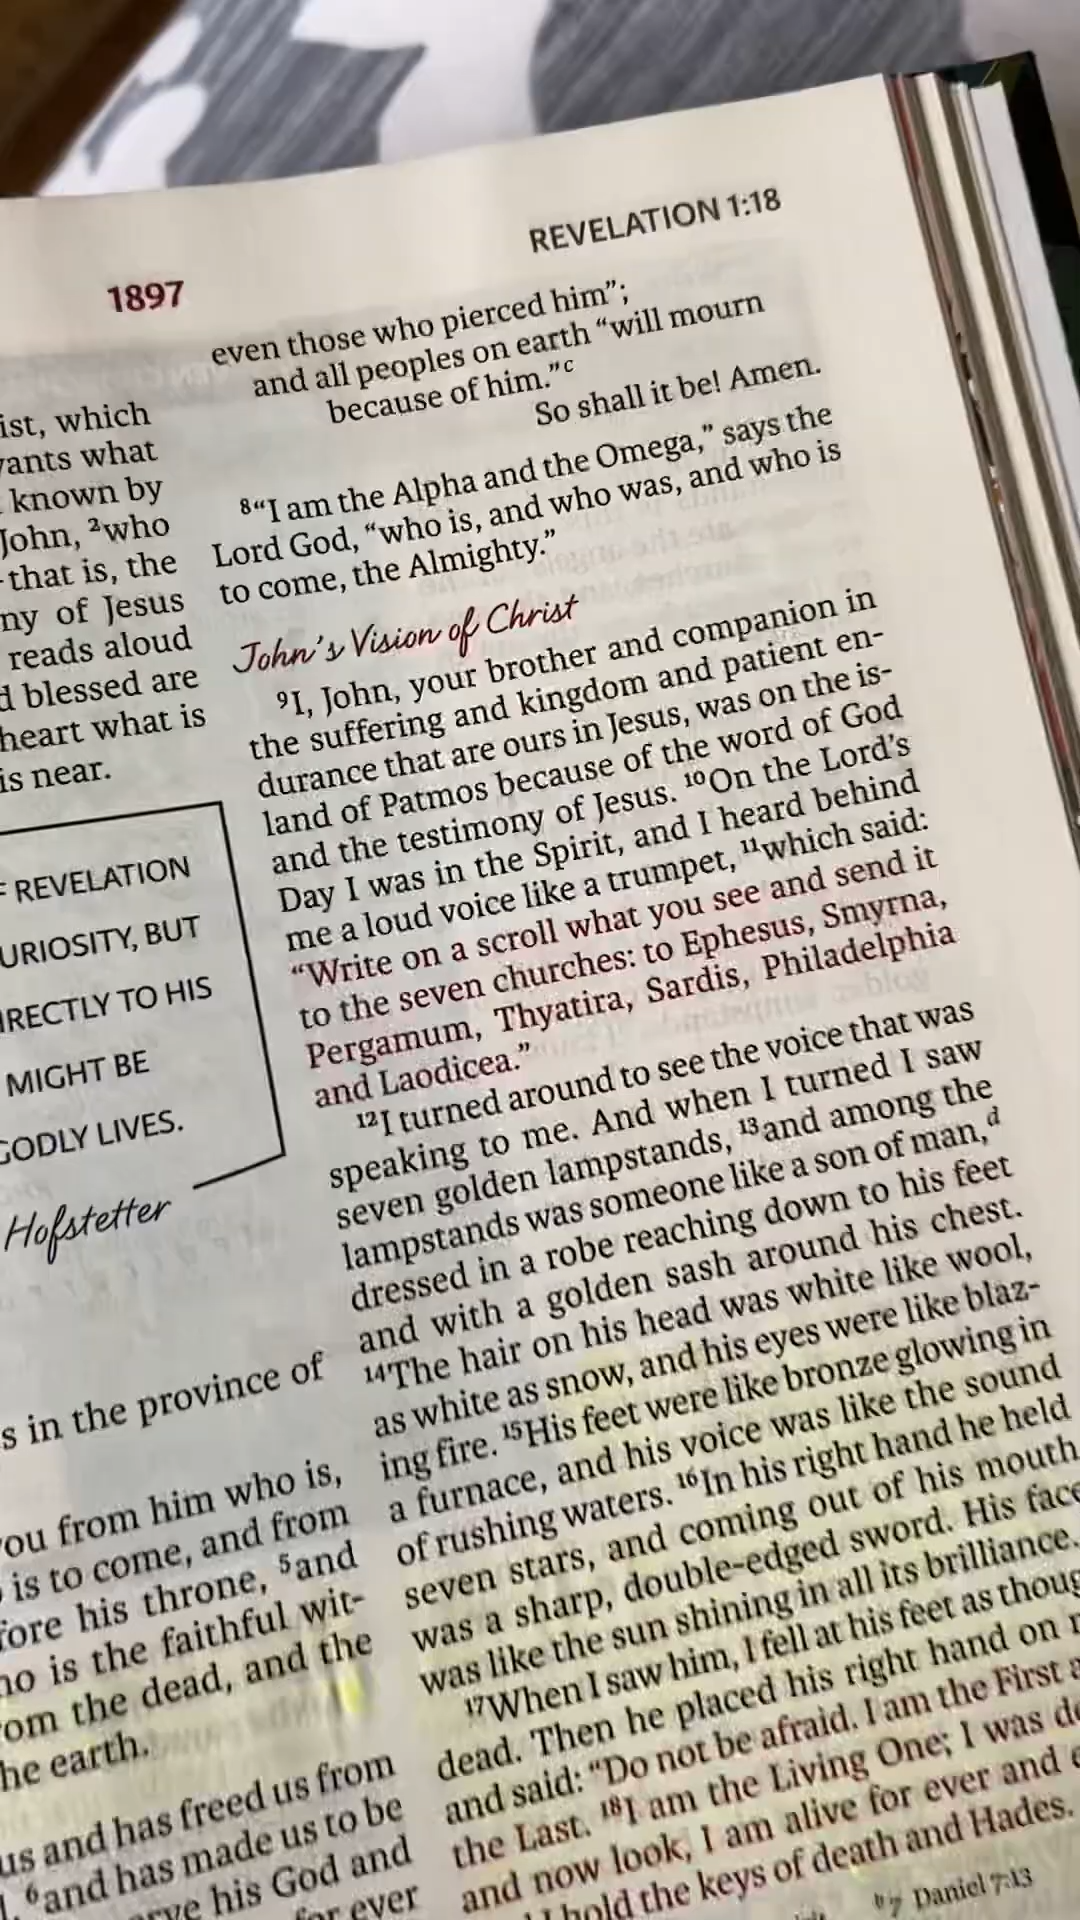 1897
REVELATION 1:18
ist, which
ants what
known by
John, ²who
that is, the
ny of Jesus
reads aloud
d blessed are
heart what is
is near.
REVELATION
URIOSITY, BUT
IRECTLY TO HIS
MIGHT BE
GODLY LIVES.
Hofstetter
s in the province of
you from him who is,
is to come, and from
fore his throne, ⁵and
ho is the faithful wit-
rom the dead, and the
he earth.
us and has freed us from
⁶and has made us to be
erve his God and
for ever
even those who pierced him”;
and all peoples on earth “will mourn
because of him.”ᶜ
So shall it be! Amen.
⁸“I am the Alpha and the Omega,” says the
Lord God, “who is, and who was, and who is
to come, the Almighty.”
John’s Vision of Christ
⁹I, John, your brother and companion in
the suffering and kingdom and patient en-
durance that are ours in Jesus, was on the is-
land of Patmos because of the word of God
and the testimony of Jesus. ¹⁰On the Lord’s
Day I was in the Spirit, and I heard behind
me a loud voice like a trumpet, ¹¹which said:
“Write on a scroll what you see and send it
to the seven churches: to Ephesus, Smyrna,
Pergamum, Thyatira, Sardis, Philadelphia
and Laodicea.”
¹²I turned around to see the voice that was
speaking to me. And when I turned I saw
seven golden lampstands, ¹³and among the
lampstands was someone like a son of man,ᵈ
dressed in a robe reaching down to his feet
and with a golden sash around his chest.
¹⁴The hair on his head was white like wool,
as white as snow, and his eyes were like blaz-
ing fire. ¹⁵His feet were like bronze glowing in
a furnace, and his voice was like the sound
of rushing waters. ¹⁶In his right hand he held
seven stars, and coming out of his mouth
was a sharp, double-edged sword. His face
was like the sun shining in all its brilliance.
¹⁷When I saw him, I fell at his feet as thoug
dead. Then he placed his right hand on
and said: “Do not be afraid. I am the First
the Last. ¹⁸I am the Living One; I was de
and now look, I am alive for ever and e
I hold the keys of death and Hades.
Daniel 7:13